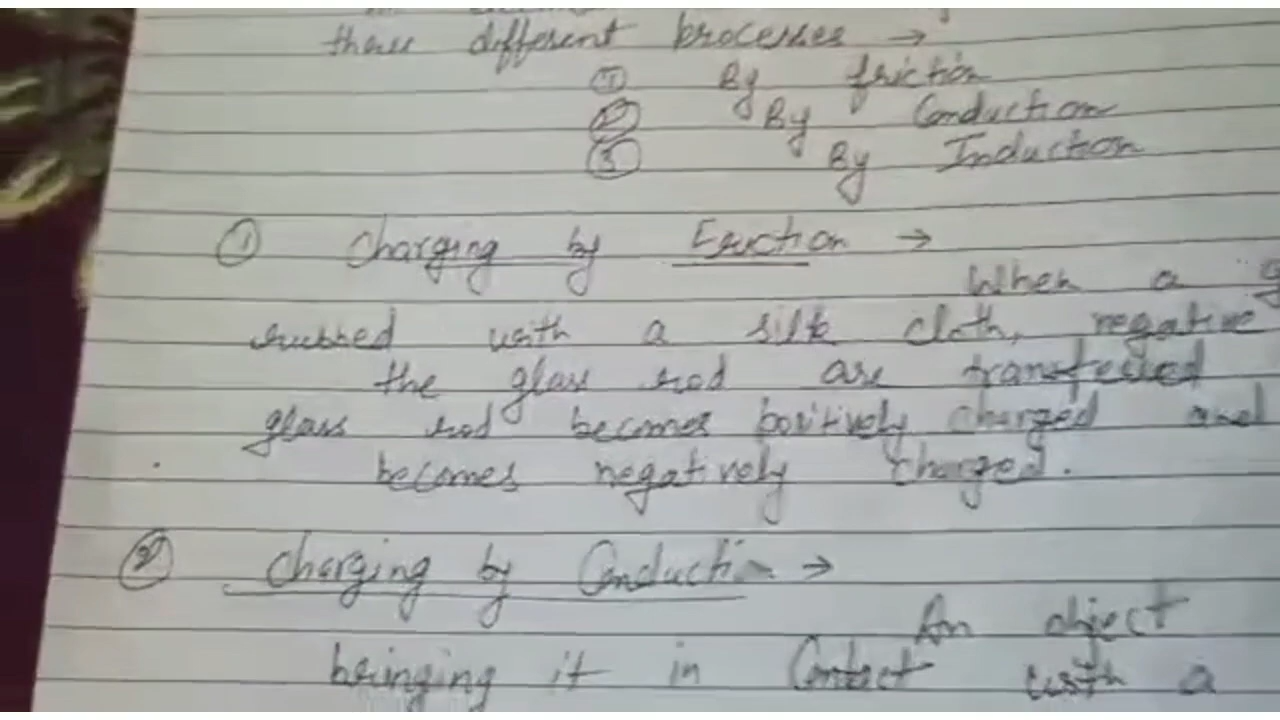 three different processes →
① By friction
② By Conduction
③ By Induction
① Charging by Friction →
When a
rubbed with a silk cloth, negative
the glass rod are transferred
glass rod becomes positively charged and
becomes negatively charged.
② Charging by Conduction →
An object
bringing it in Contact with a